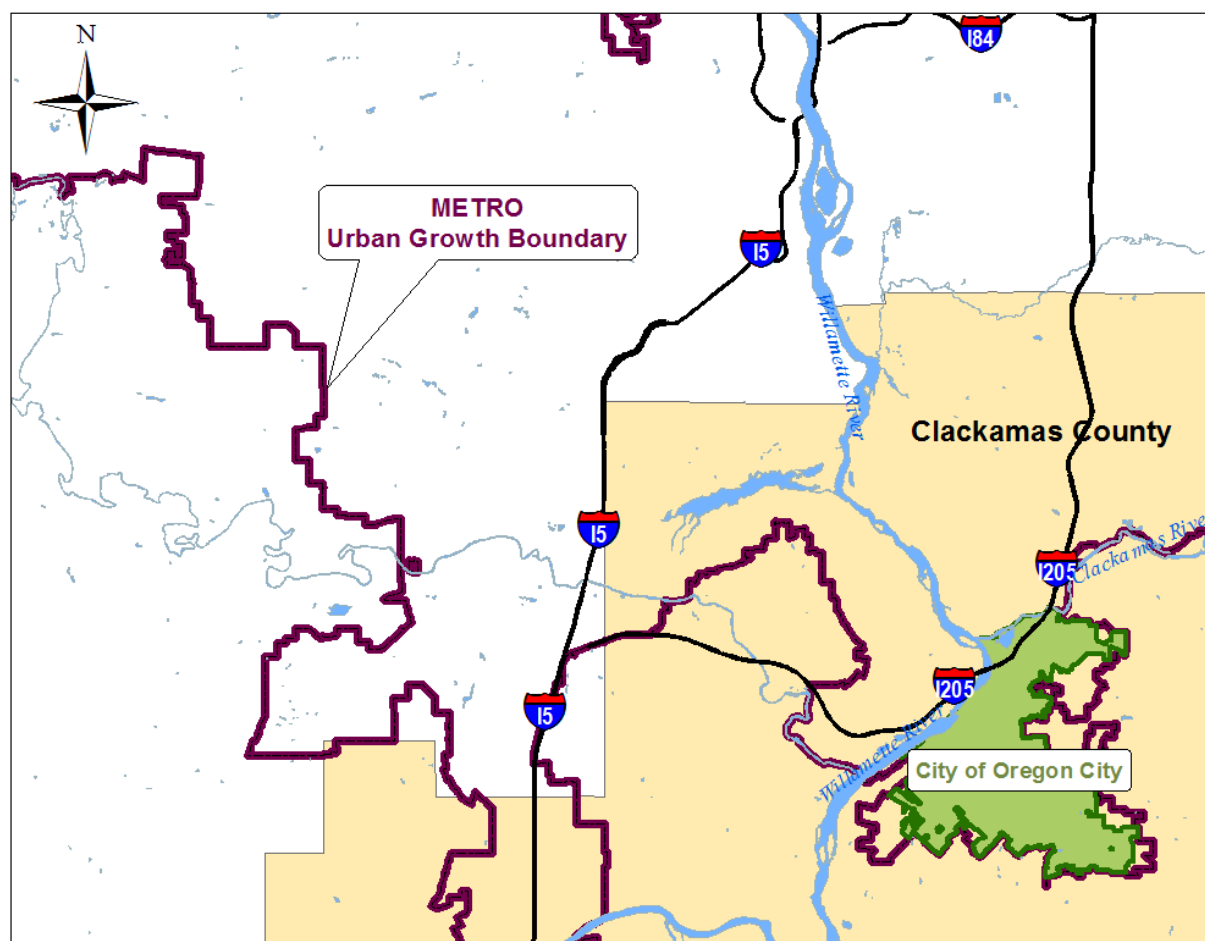 N
I84
METRO
Urban Growth Boundary
I5
Willamette River
Clackamas County
I5
I205
Clackamas River
I205
I5
Willamette River
City of Oregon City